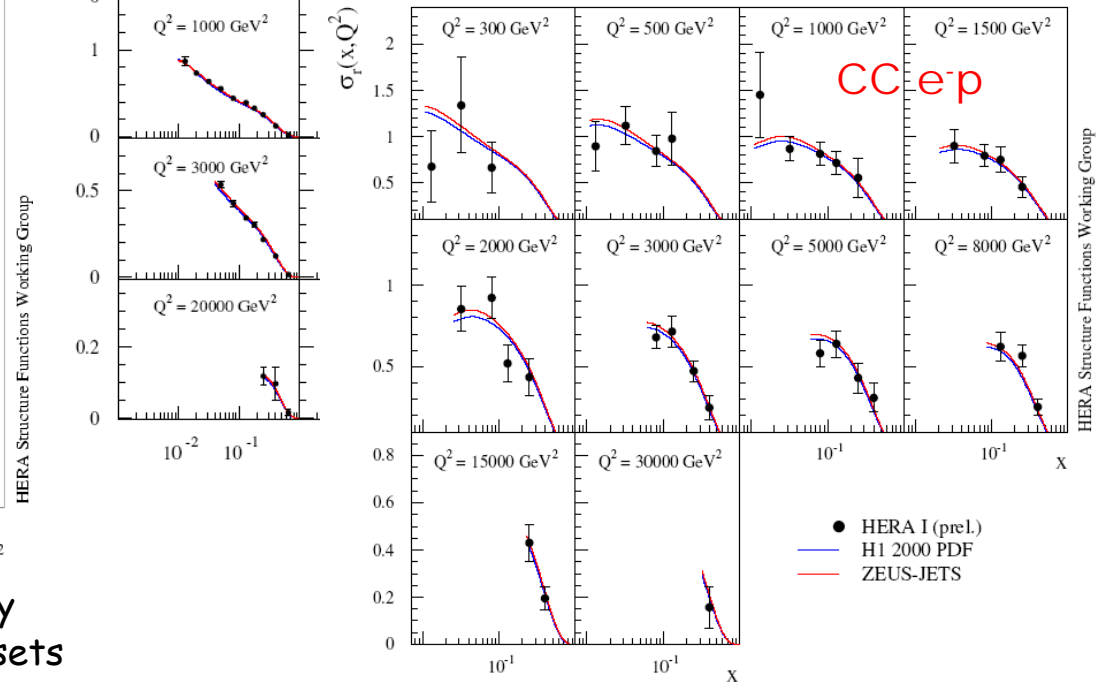 Q² = 1000 GeV²
1
0
Q² = 3000 GeV²
0.5
0
Q² = 20000 GeV²
0.2
0
10⁻² 10⁻¹
HERA Structure Functions Working Group
y
sets
σᵣ(x,Q²)
Q² = 300 GeV² Q² = 500 GeV² Q² = 1000 GeV² Q² = 1500 GeV²
CC e⁻p
2
1.5
1
0.5
Q² = 2000 GeV² Q² = 3000 GeV² Q² = 5000 GeV² Q² = 8000 GeV²
1
0.5
10⁻¹ 10⁻¹
x
Q² = 15000 GeV² Q² = 30000 GeV²
0.8
0.6
0.4
0.2
0
10⁻¹ 10⁻¹
x
HERA I (prel.)
H1 2000 PDF
ZEUS-JETS
HERA Structure Functions Working Group